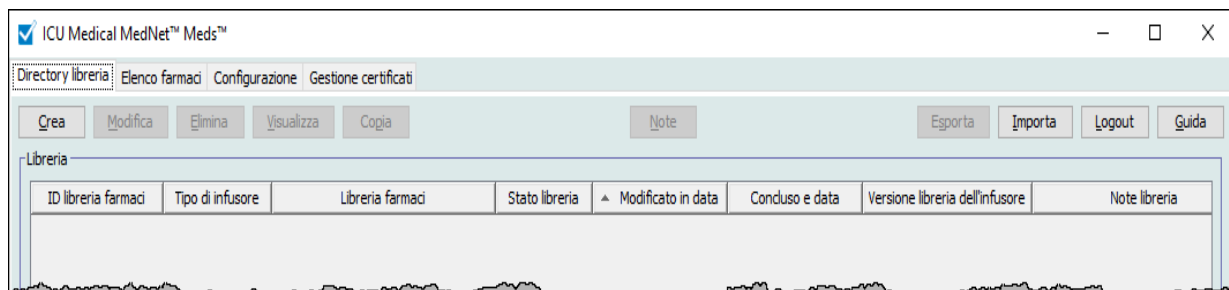 ICU Medical MedNet™ Meds™
Directory libreria Elenco farmaci Configurazione Gestione certificati
Crea Modifica Elimina Visualizza Copia Note Esporta Importa Logout Guida
Libreria
ID libreria farmaci Tipo di infusore Libreria farmaci Stato libreria Modificato in data Concluso e data Versione libreria dell'infusore Note libreria